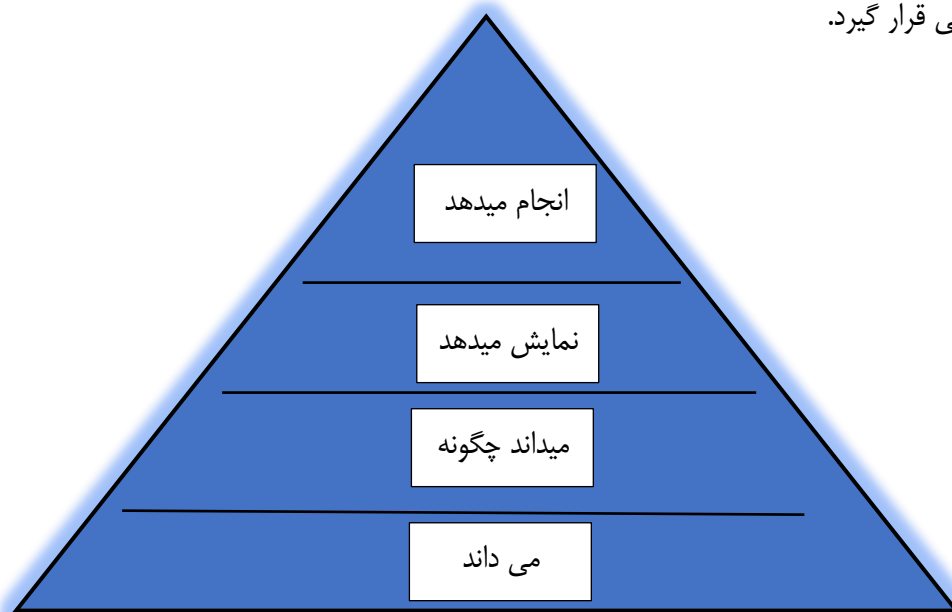 ی قرار گیرد.
انجام میدهد
نمایش میدهد
میداند چگونه
می داند